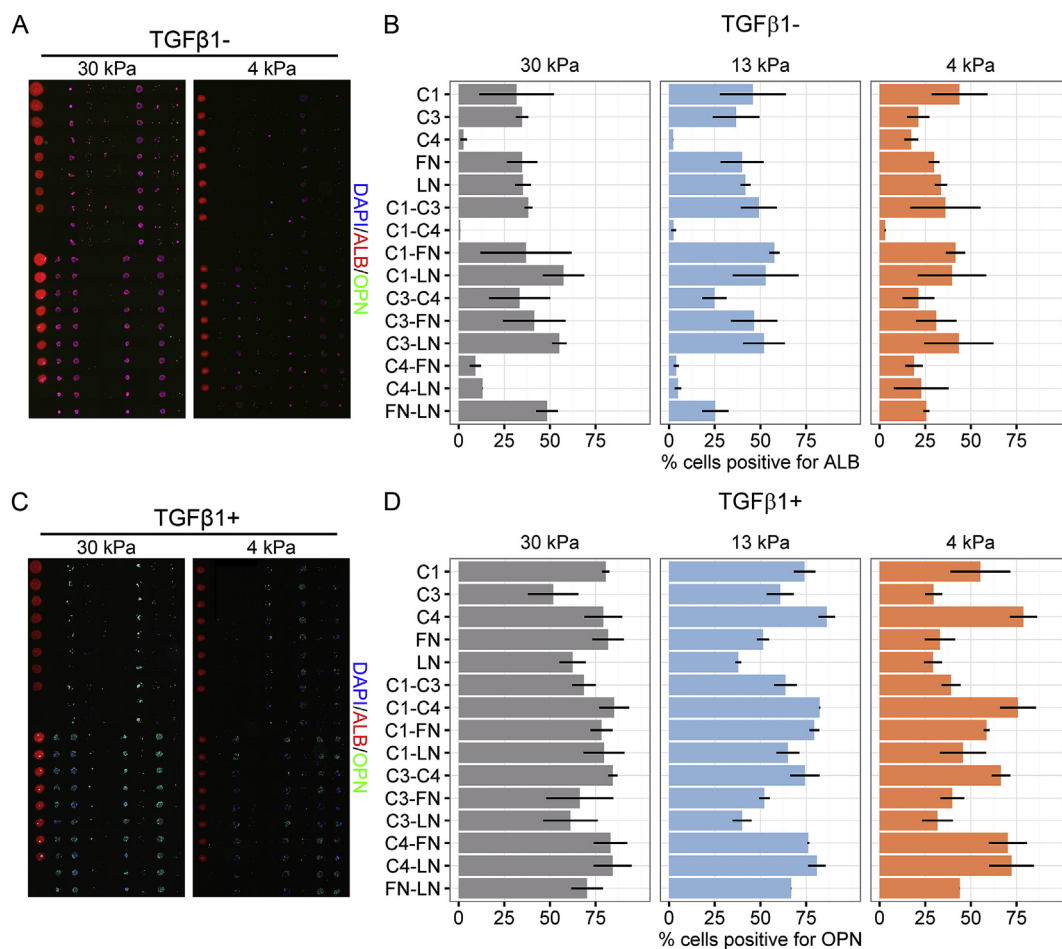 A
TGFβ1-
30 kPa
4 kPa
DAPI/ALB/OPN
B
TGFβ1-
30 kPa
13 kPa
4 kPa
C1
C3
C4
FN
LN
C1-C3
C1-C4
C1-FN
C1-LN
C3-C4
C3-FN
C3-LN
C4-FN
C4-LN
FN-LN
0 25 50 75 0 25 50 75 0 25 50 75
% cells positive for ALB
C
TGFβ1+
30 kPa
4 kPa
DAPI/ALB/OPN
D
TGFβ1+
30 kPa
13 kPa
4 kPa
C1
C3
C4
FN
LN
C1-C3
C1-C4
C1-FN
C1-LN
C3-C4
C3-FN
C3-LN
C4-FN
C4-LN
FN-LN
0 25 50 75 0 25 50 75 0 25 50 75
% cells positive for OPN